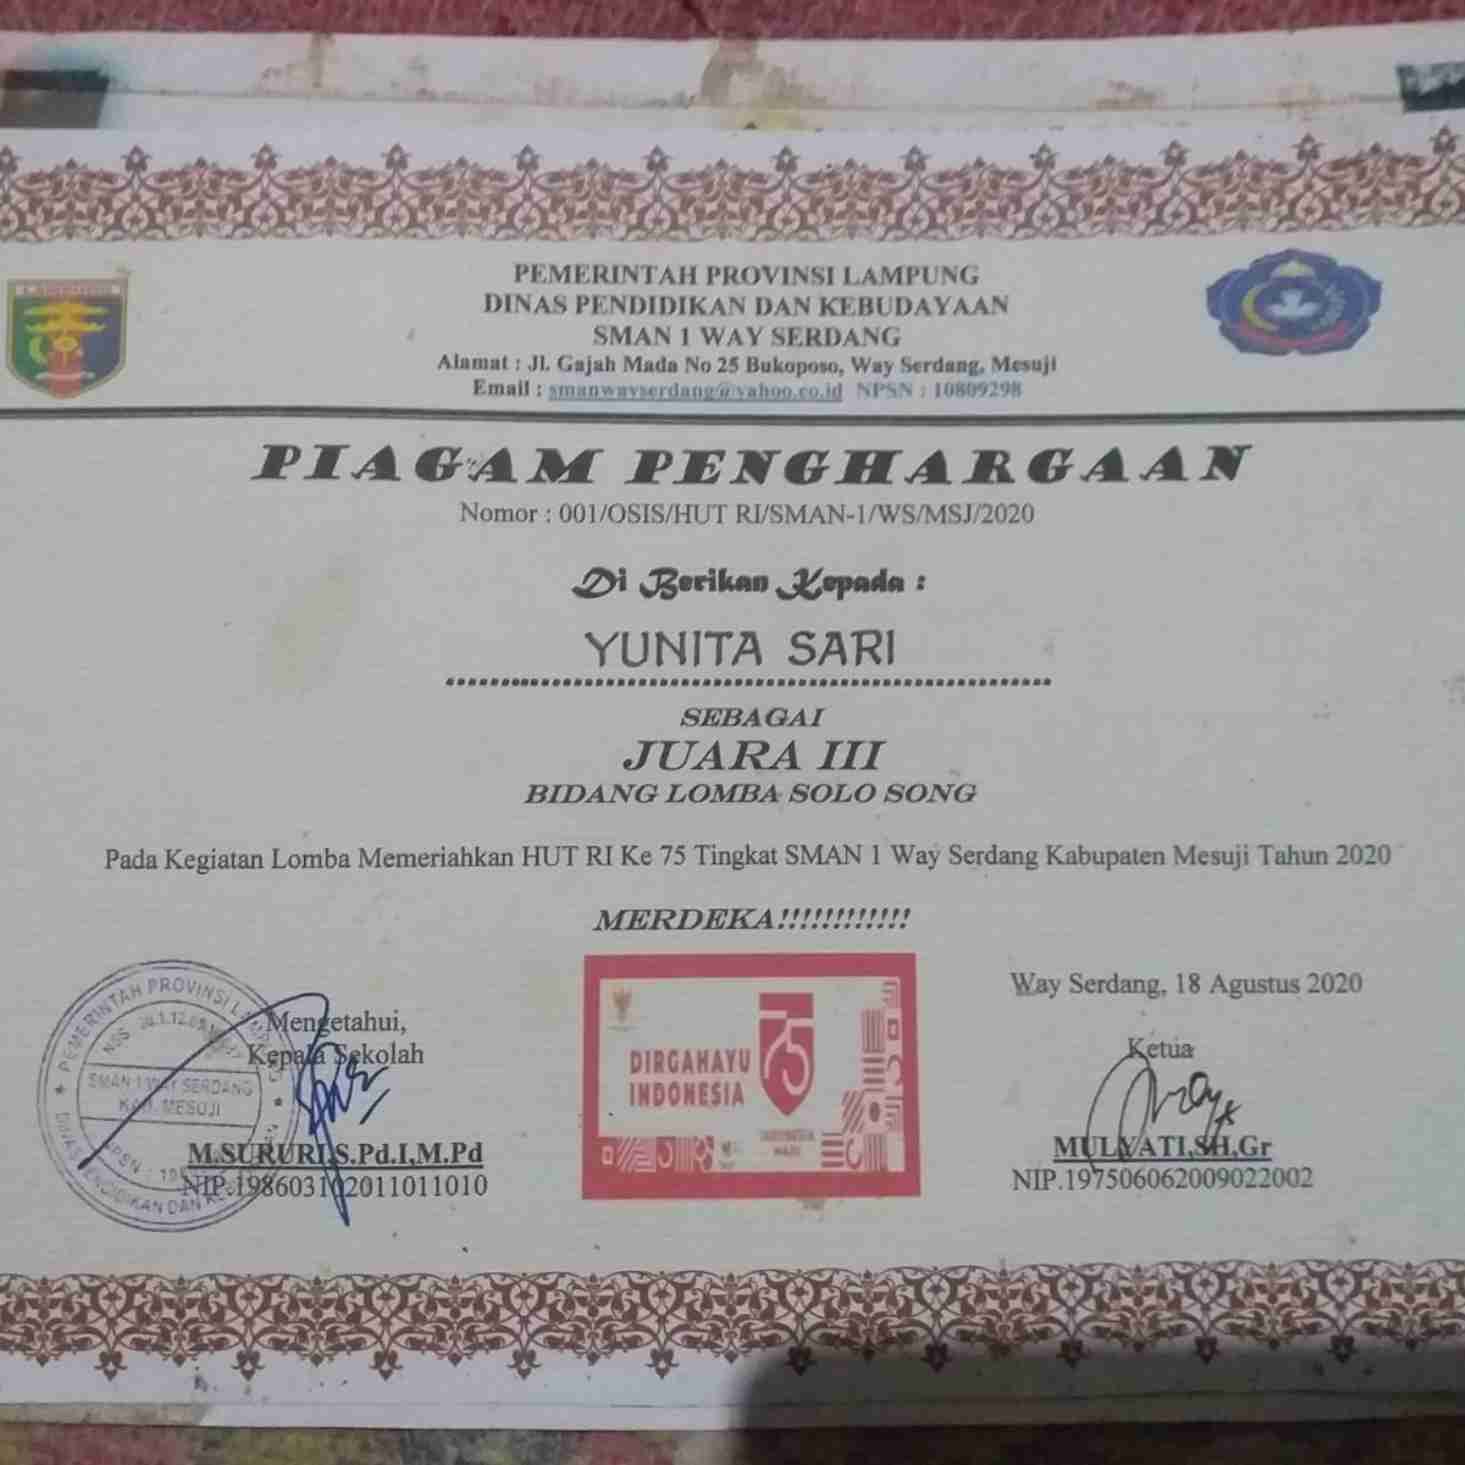 PEMERINTAH PROVINSI LAMPUNG
DINAS PENDIDIKAN DAN KEBUDAYAAN
SMAN 1 WAY SERDANG
Alamat : Jl. Gajah Mada No 25 Bukoposo, Way Serdang, Mesuji
Email : smanwayserdang@yahoo.co.id NPSN : 10809298
PIAGAM PENGHARGAAN
Nomor : 001/OSIS/HUT RI/SMAN-1/WS/MSJ/2020
Di Berikan Kepada :
YUNITA SARI
SEBAGAI
JUARA III
BIDANG LOMBA SOLO SONG
Pada Kegiatan Lomba Memeriahkan HUT RI Ke 75 Tingkat SMAN 1 Way Serdang Kabupaten Mesuji Tahun 2020
MERDEKA!!!!!!!!!!!!
Way Serdang, 18 Agustus 2020
Mengetahui,
Kepala Sekolah
M.SURURI,S.Pd.I,M.Pd
NIP.198603102011011010
PEMERINTAH PROVINSI
NSS
SMAN 1 WAY SERDANG
KAB. MESUJI
DIRGAHAYU
INDONESIA
75
Ketua
MULYATI,SH,Gr
NIP.197506062009022002